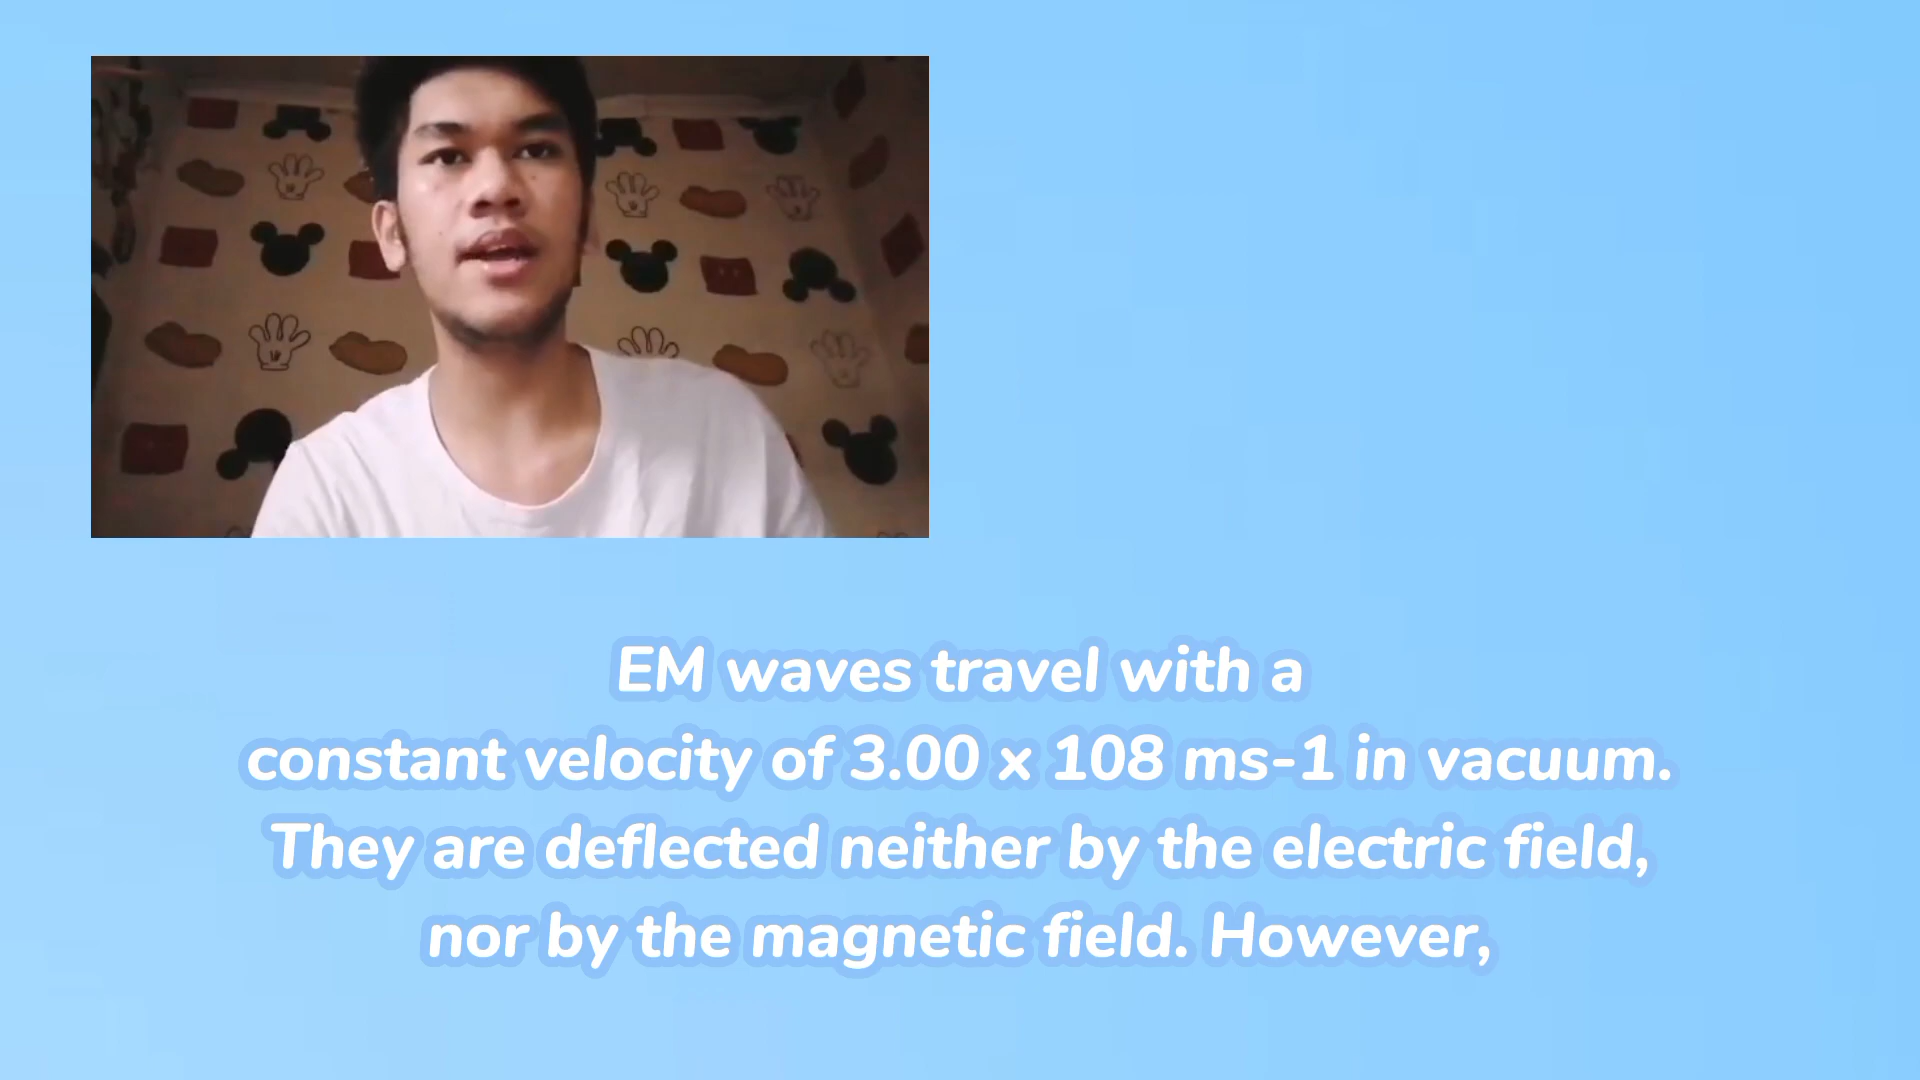 EM waves travel with a
constant velocity of 3.00 x 108 ms-1 in vacuum.
They are deflected neither by the electric field,
nor by the magnetic field. However,